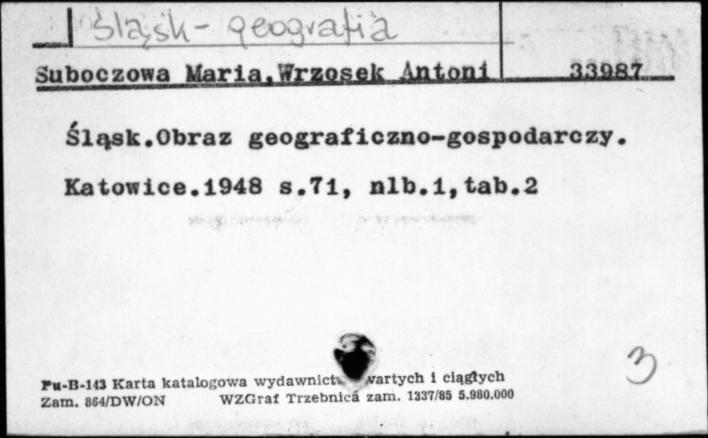 śląsk - geografia
Suboczowa Maria,Wrzosek Antoni 33987
Śląsk.Obraz geograficzno-gospodarczy.
Katowice.1948 s.71, nlb.1,tab.2
3
Pu-B-143 Karta katalogowa wydawnictw zwartych i ciągłych
Zam. 864/DW/ON WZGraf Trzebnica zam. 1337/85 5.980.000